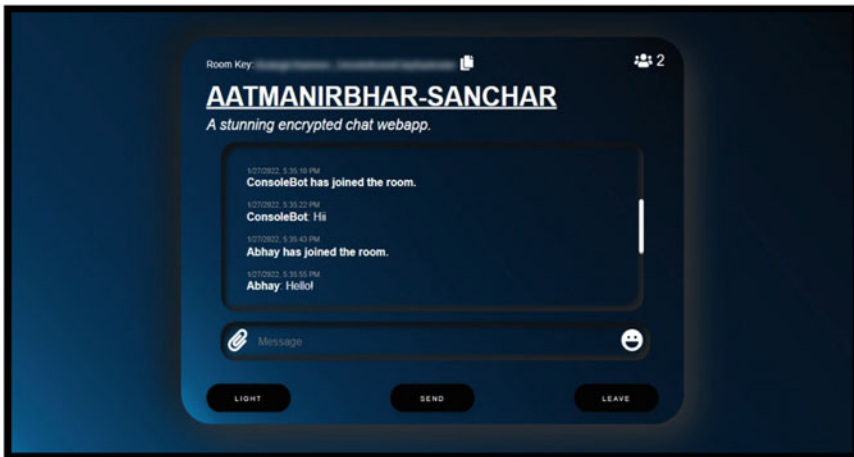 Room Key:
2
AATMANIRBHAR-SANCHAR
A stunning encrypted chat webapp.
1/27/2022, 5:35:10 PM
ConsoleBot has joined the room.
1/27/2022, 5:35:22 PM
ConsoleBot: Hii
1/27/2022, 5:35:43 PM
Abhay has joined the room.
1/27/2022, 5:35:55 PM
Abhay: Hello!
Message
LIGHT
SEND
LEAVE